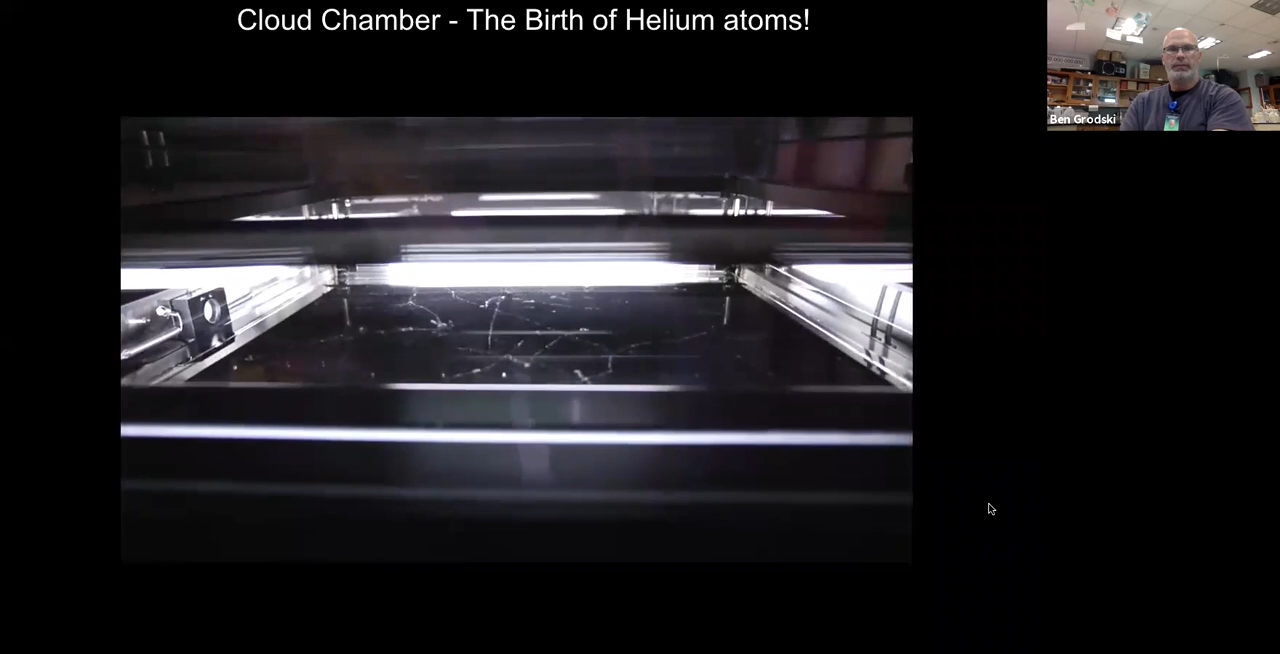 Cloud Chamber - The Birth of Helium atoms!
Ben Grodski